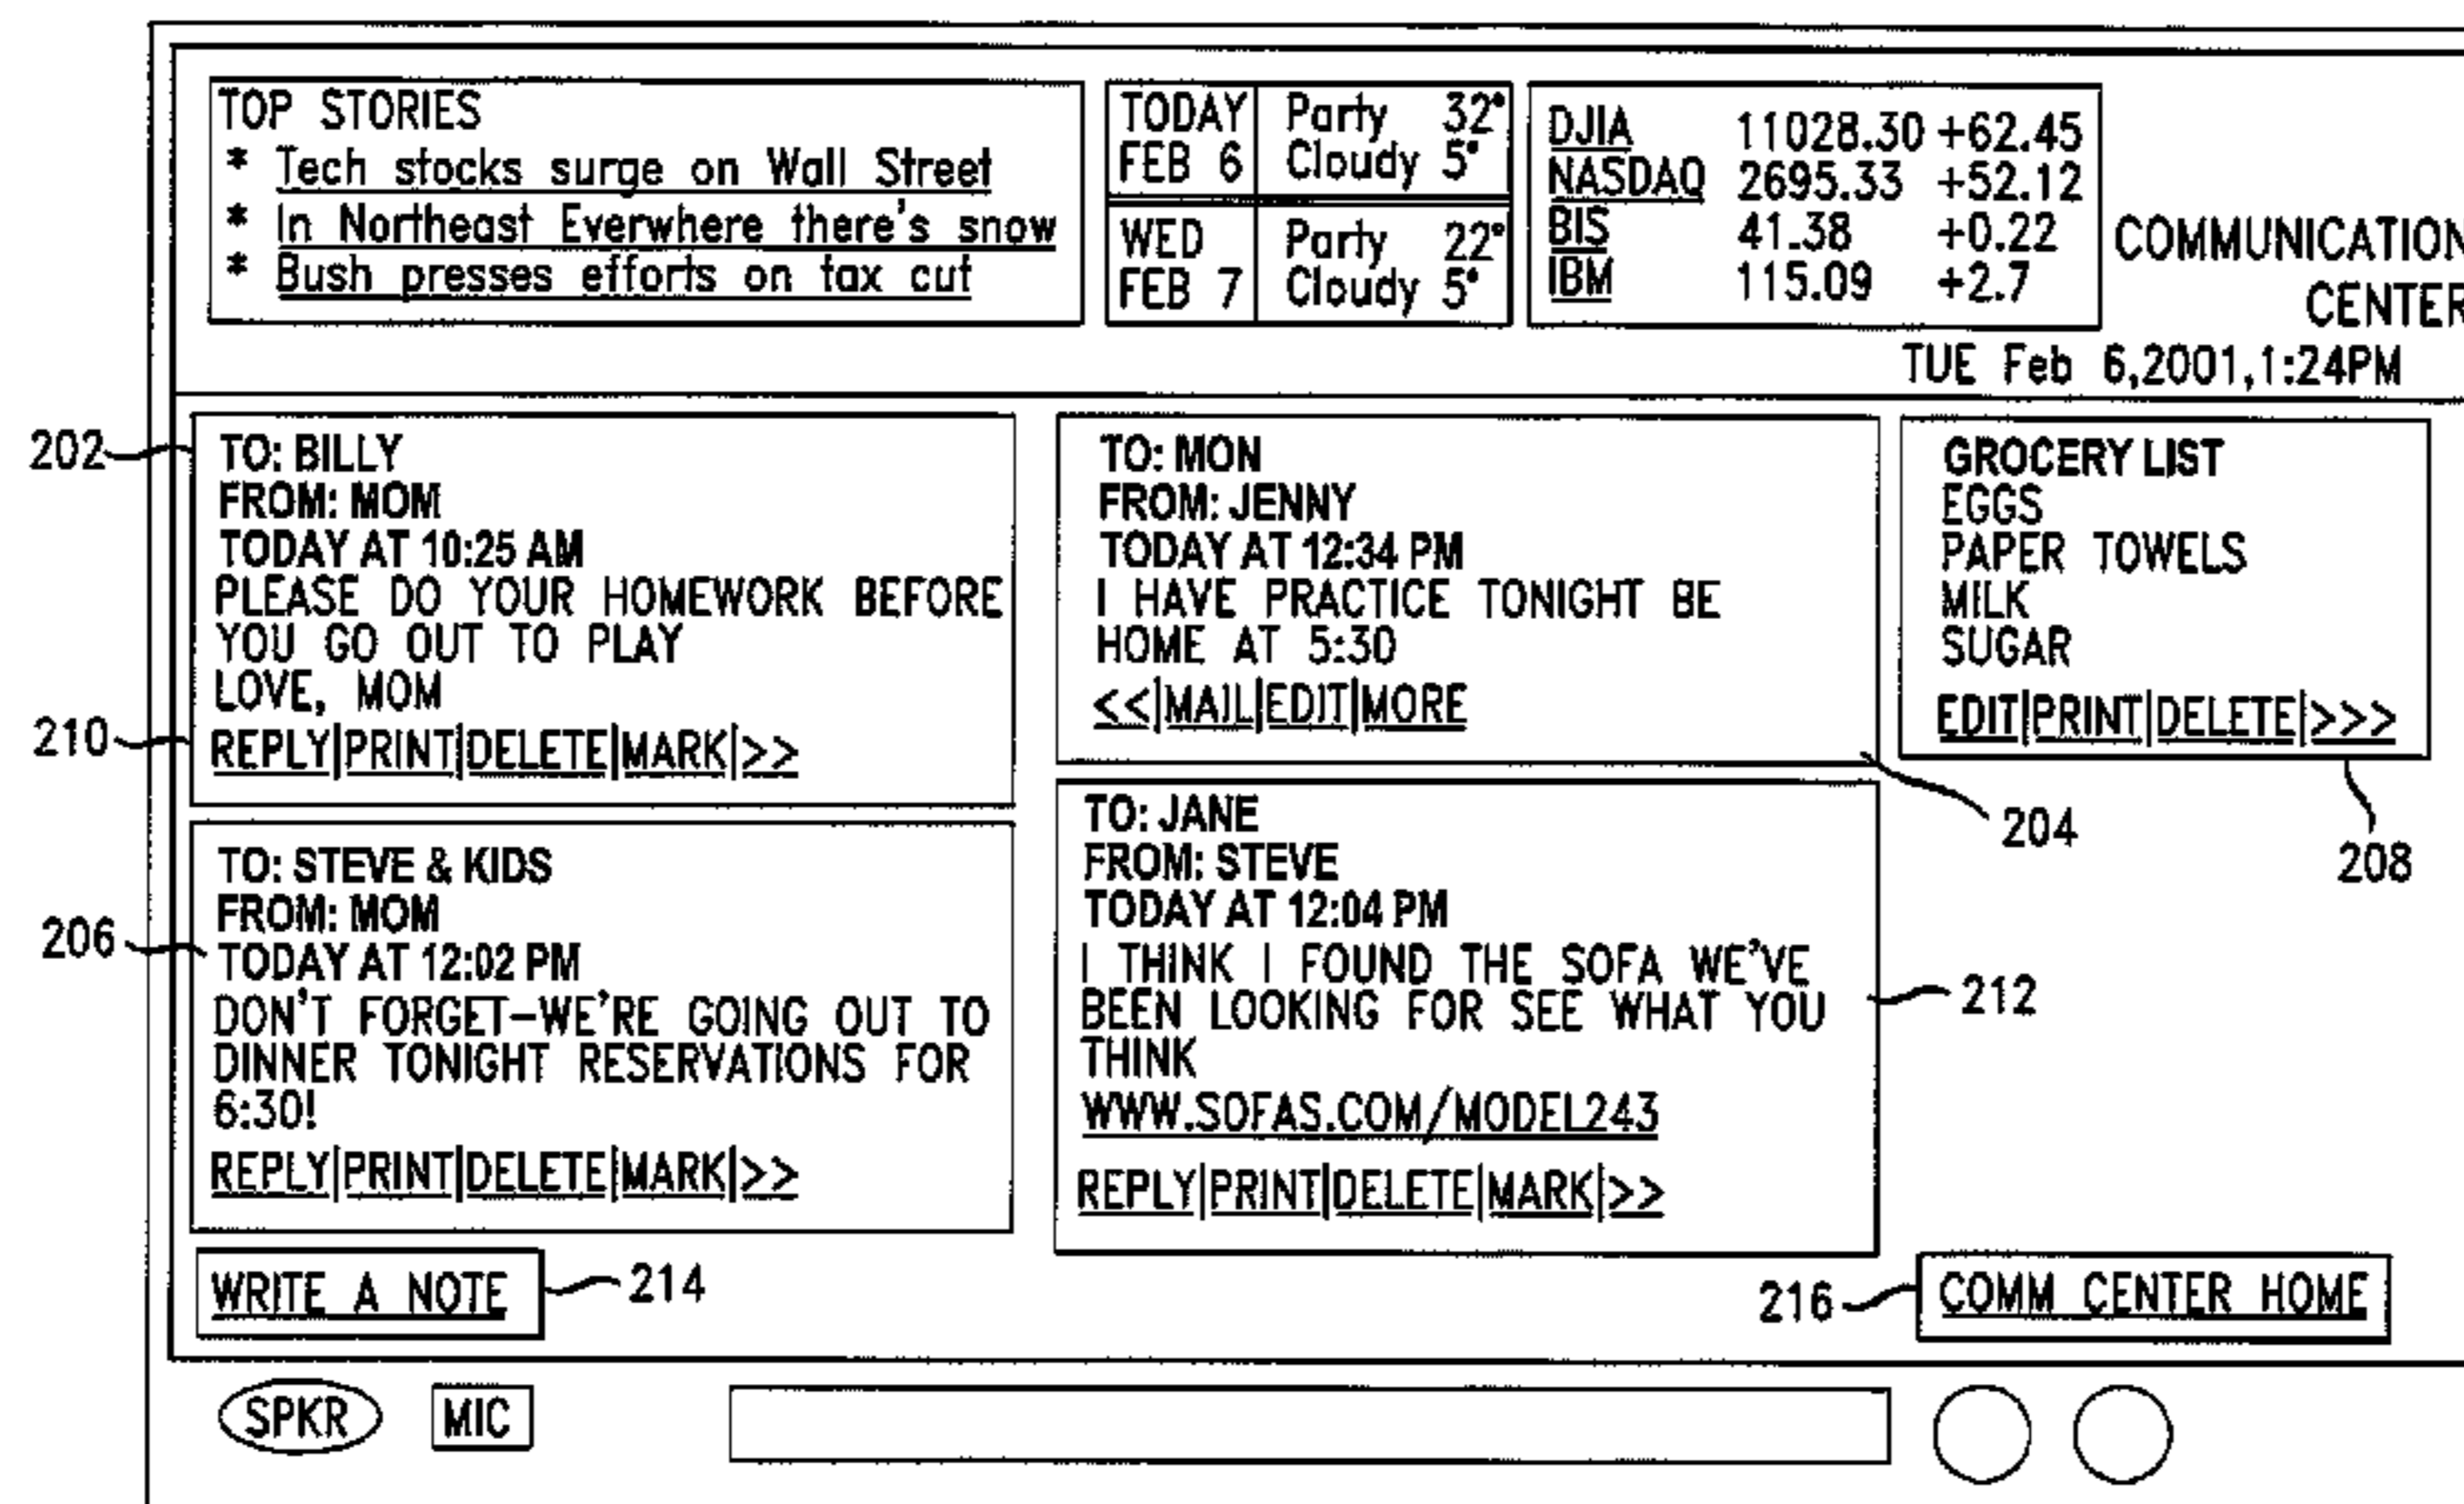 TOP STORIES
* Tech stocks surge on Wall Street
* In Northeast Everwhere there's snow
* Bush presses efforts on tax cut
TODAY Party 32°
FEB 6 Cloudy 5°
WED Party 22°
FEB 7 Cloudy 5°
DJIA 11028.30 +62.45
NASDAQ 2695.33 +52.12
BIS 41.38 +0.22
IBM 115.09 +2.7
COMMUNICATION
CENTER
TUE Feb 6,2001,1:24PM
202
TO: BILLY
FROM: MOM
TODAY AT 10:25 AM
PLEASE DO YOUR HOMEWORK BEFORE
YOU GO OUT TO PLAY
LOVE, MOM
210
REPLY|PRINT|DELETE|MARK|>>
TO: MON
FROM: JENNY
TODAY AT 12:34 PM
I HAVE PRACTICE TONIGHT BE
HOME AT 5:30
<<|MAIL|EDIT|MORE
204
GROCERY LIST
EGGS
PAPER TOWELS
MILK
SUGAR
EDIT|PRINT|DELETE|>>>
208
206
TO: STEVE & KIDS
FROM: MOM
TODAY AT 12:02 PM
DON'T FORGET-WE'RE GOING OUT TO
DINNER TONIGHT RESERVATIONS FOR
6:30!
REPLY|PRINT|DELETE|MARK|>>
TO: JANE
FROM: STEVE
TODAY AT 12:04 PM
I THINK I FOUND THE SOFA WE'VE
BEEN LOOKING FOR SEE WHAT YOU
THINK
WWW.SOFAS.COM/MODEL243
REPLY|PRINT|DELETE|MARK|>>
212
WRITE A NOTE
214
216
COMM CENTER HOME
SPKR
MIC